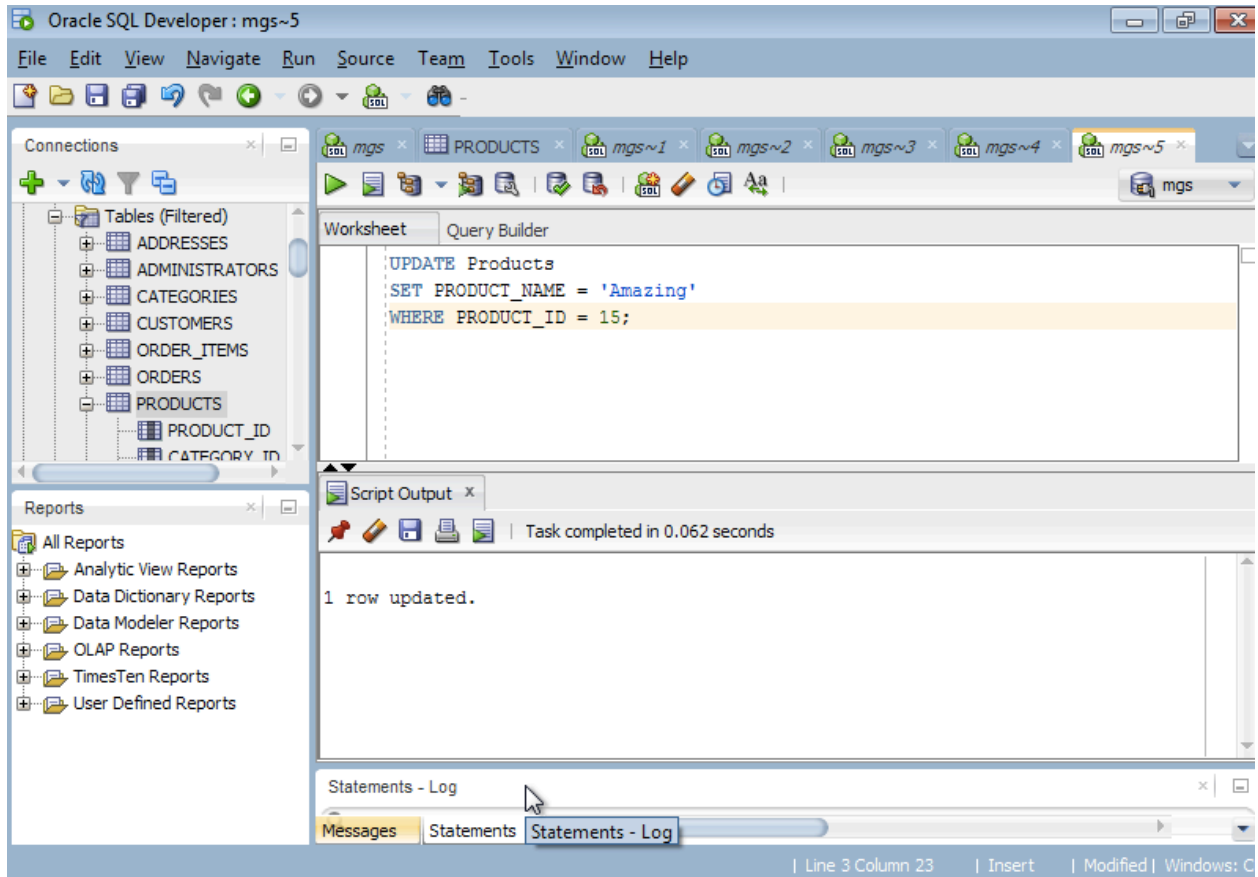 Oracle SQL Developer : mgs~5
File Edit View Navigate Run Source Team Tools Window Help
Connections
Tables (Filtered)
ADDRESSES
ADMINISTRATORS
CATEGORIES
CUSTOMERS
ORDER_ITEMS
ORDERS
PRODUCTS
PRODUCT_ID
CATEGORY_ID
Reports
All Reports
Analytic View Reports
Data Dictionary Reports
Data Modeler Reports
OLAP Reports
TimesTen Reports
User Defined Reports
mgs PRODUCTS mgs~1 mgs~2 mgs~3 mgs~4 mgs~5
mgs
Worksheet Query Builder
UPDATE Products
SET PRODUCT_NAME = 'Amazing'
WHERE PRODUCT_ID = 15;
Script Output
Task completed in 0.062 seconds
1 row updated.
Statements - Log
Messages Statements Statements - Log
| Line 3 Column 23 | Insert | Modified | Windows: C